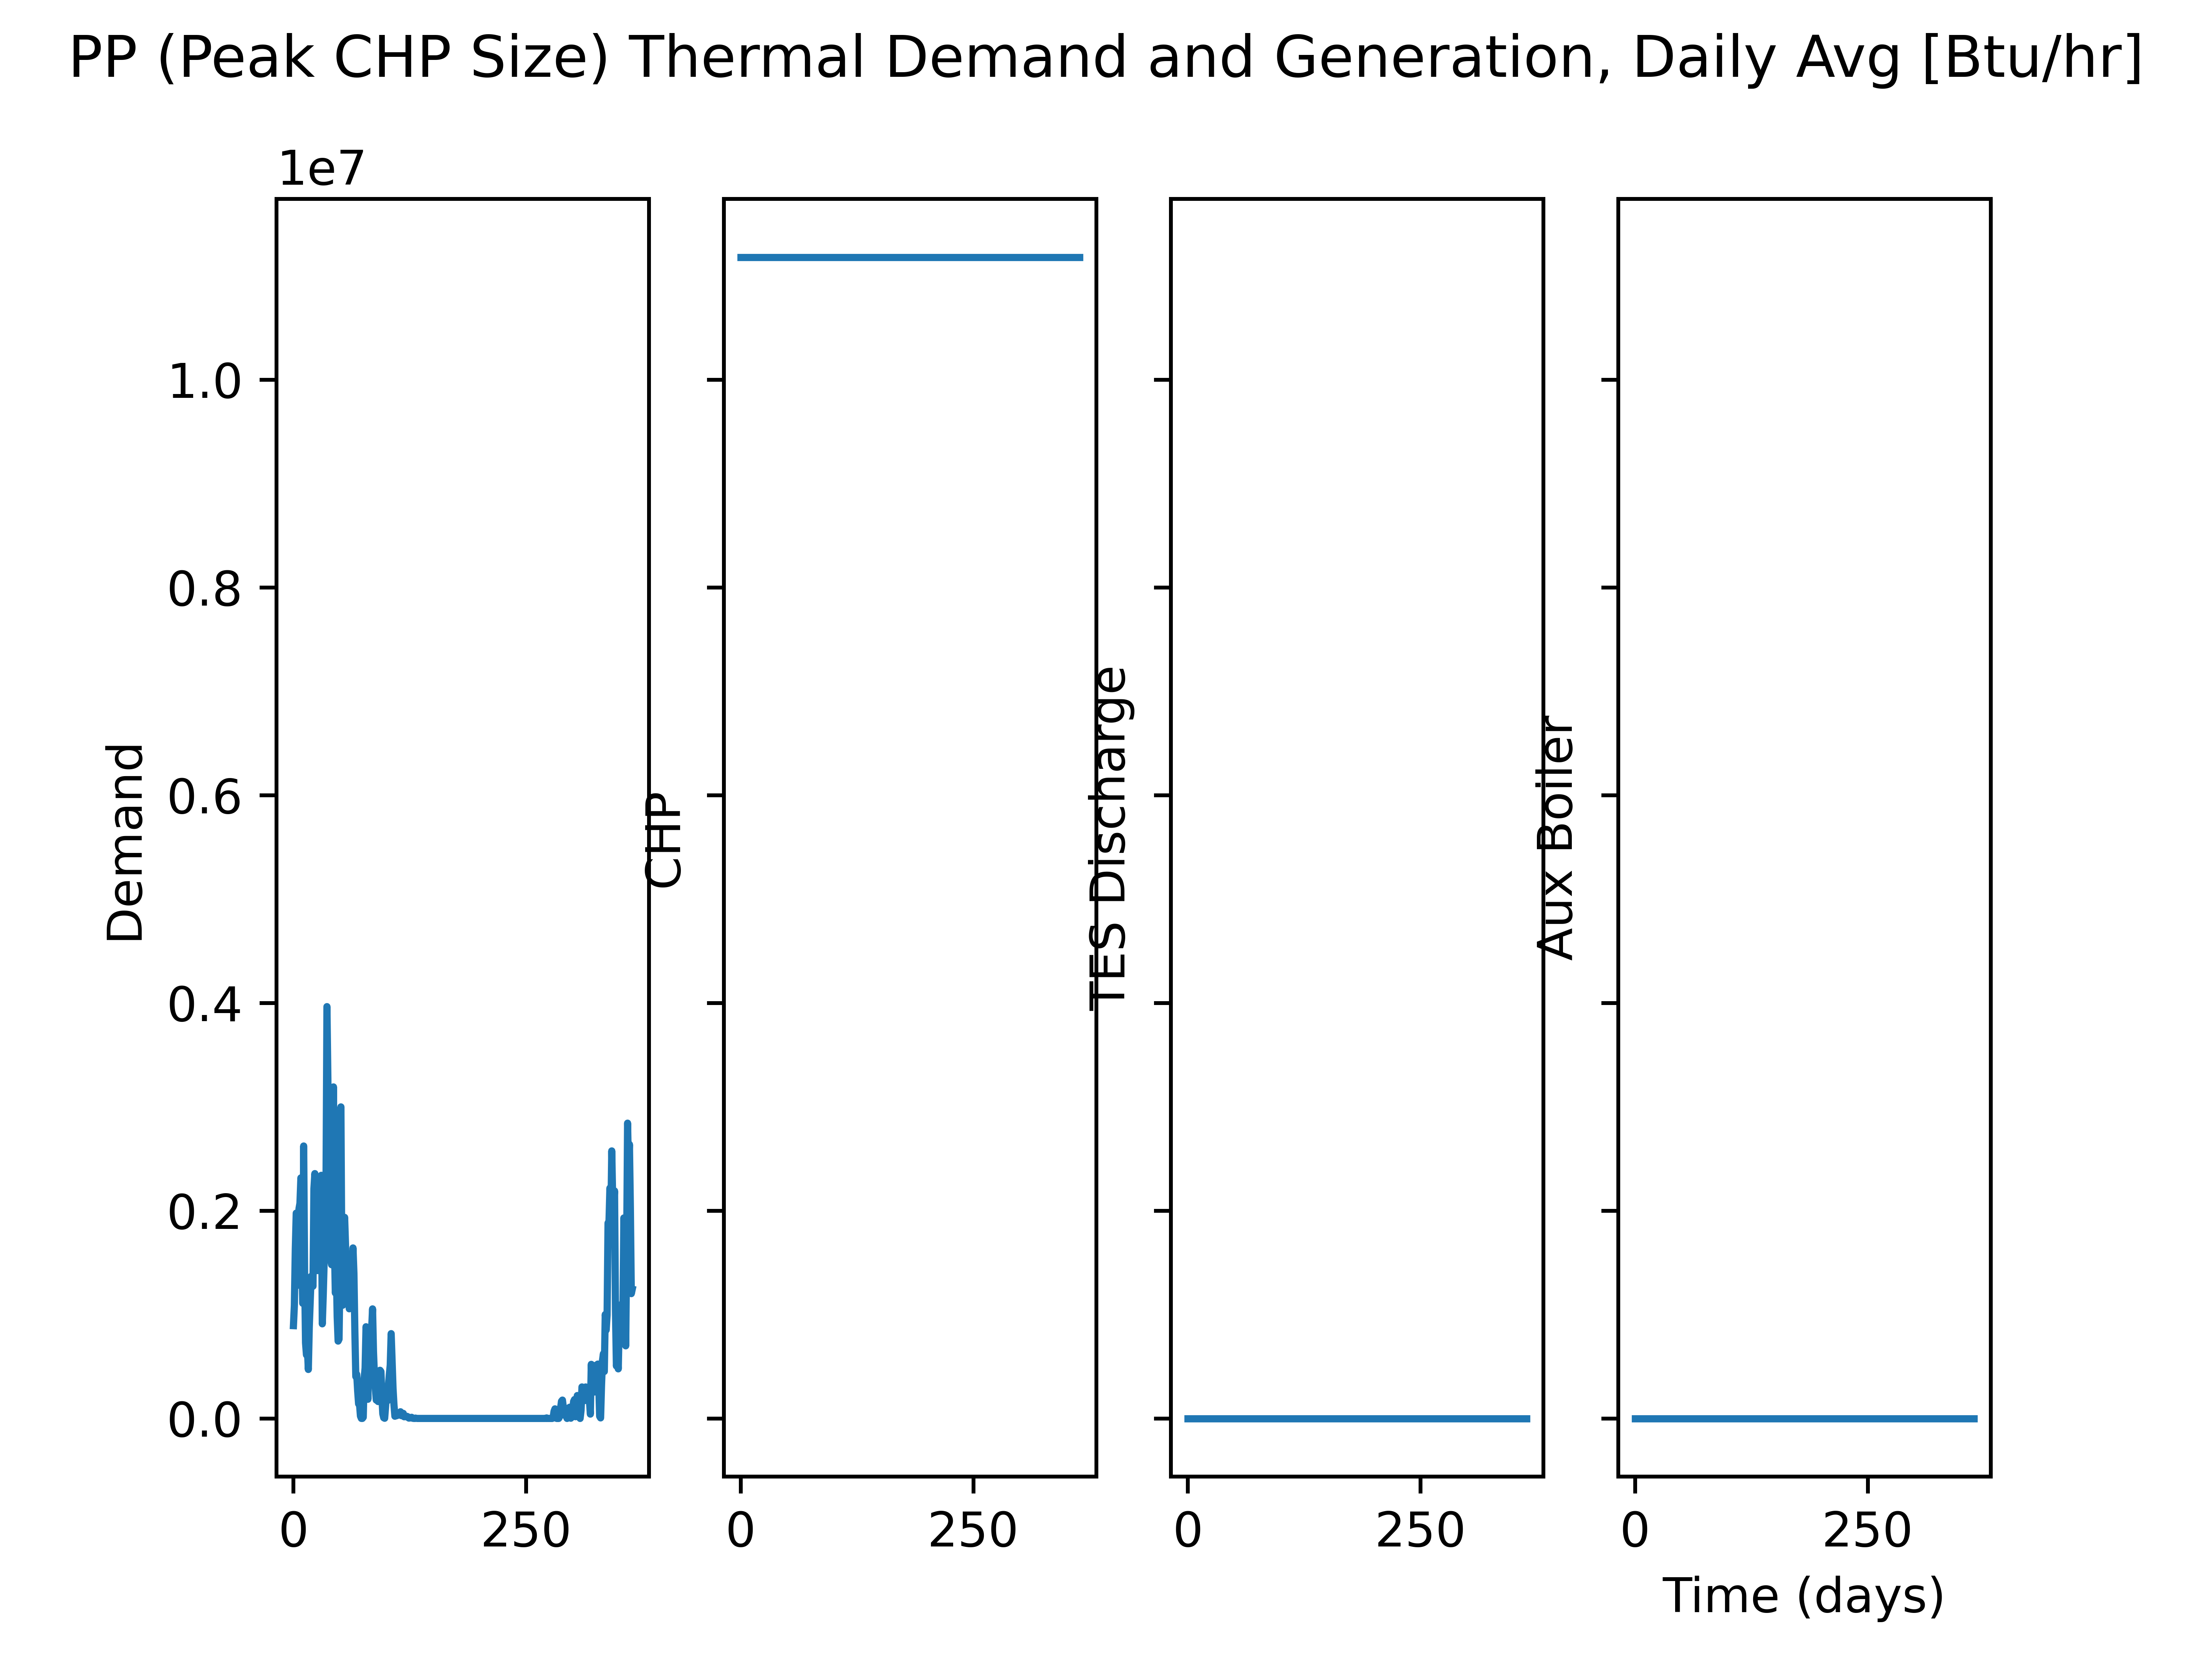 PP (Peak CHP Size) Thermal Demand and Generation, Daily Avg [Btu/hr]
1e7
1.0
0.8
0.6
0.4
0.2
0.0
Demand
CHP
TES Discharge
Aux Boiler
0 250 0 250 0 250 0 250
Time (days)